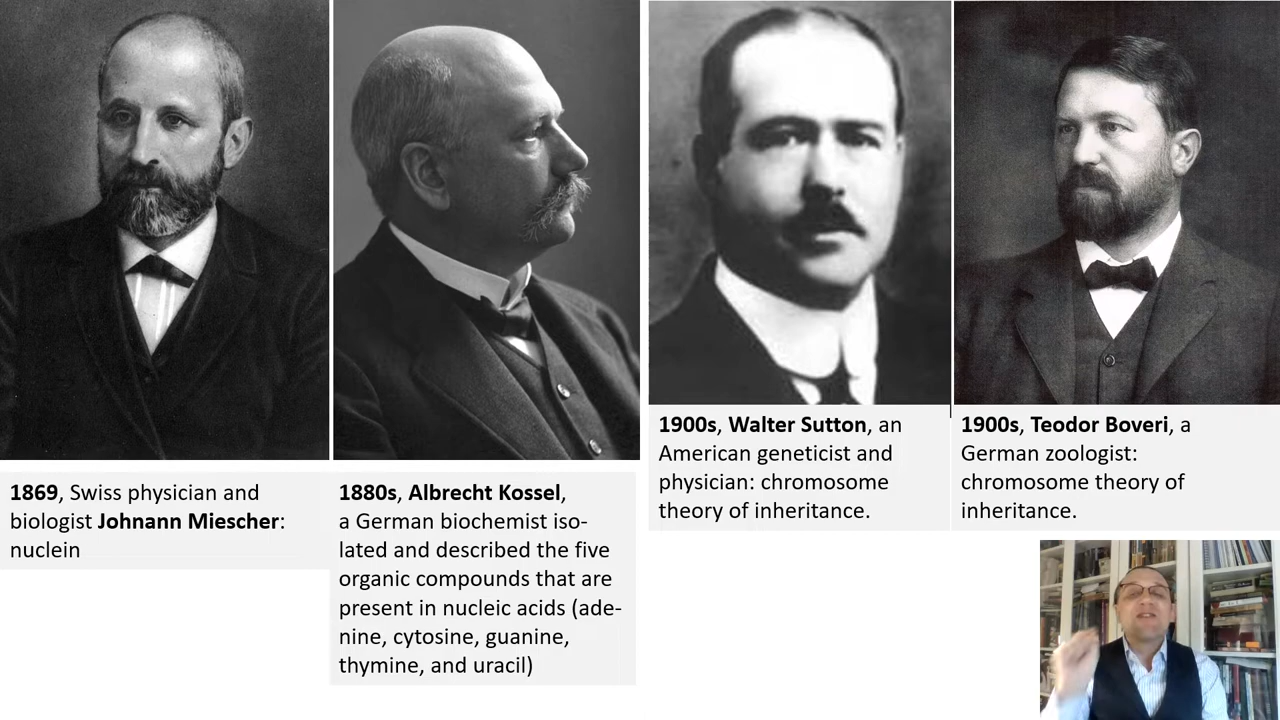 1869, Swiss physician and
biologist Johnann Miescher:
nuclein
1880s, Albrecht Kossel,
a German biochemist iso-
lated and described the five
organic compounds that are
present in nucleic acids (ade-
nine, cytosine, guanine,
thymine, and uracil)
1900s, Walter Sutton, an
American geneticist and
physician: chromosome
theory of inheritance.
1900s, Teodor Boveri, a
German zoologist:
chromosome theory of
inheritance.